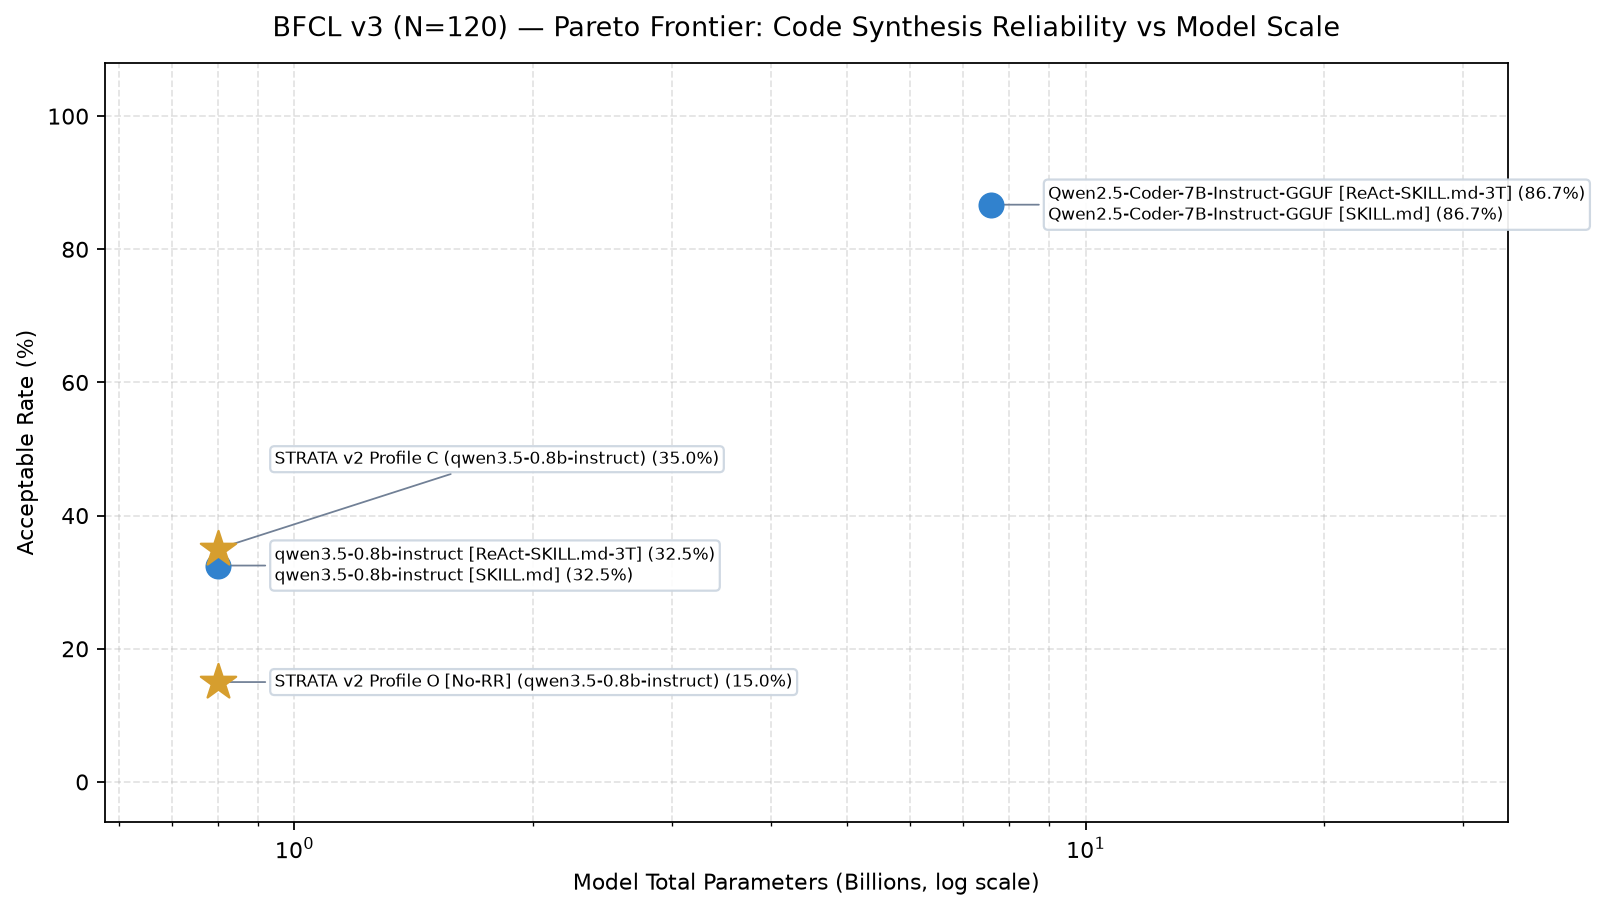 BFCL v3 (N=120) — Pareto Frontier: Code Synthesis Reliability vs Model Scale
Acceptable Rate (%)
100
80
60
40
20
0
Qwen2.5-Coder-7B-Instruct-GGUF [ReAct-SKILL.md-3T] (86.7%)
Qwen2.5-Coder-7B-Instruct-GGUF [SKILL.md] (86.7%)
STRATA v2 Profile C (qwen3.5-0.8b-instruct) (35.0%)
qwen3.5-0.8b-instruct [ReAct-SKILL.md-3T] (32.5%)
qwen3.5-0.8b-instruct [SKILL.md] (32.5%)
STRATA v2 Profile O [No-RR] (qwen3.5-0.8b-instruct) (15.0%)
10⁰ 10¹
Model Total Parameters (Billions, log scale)